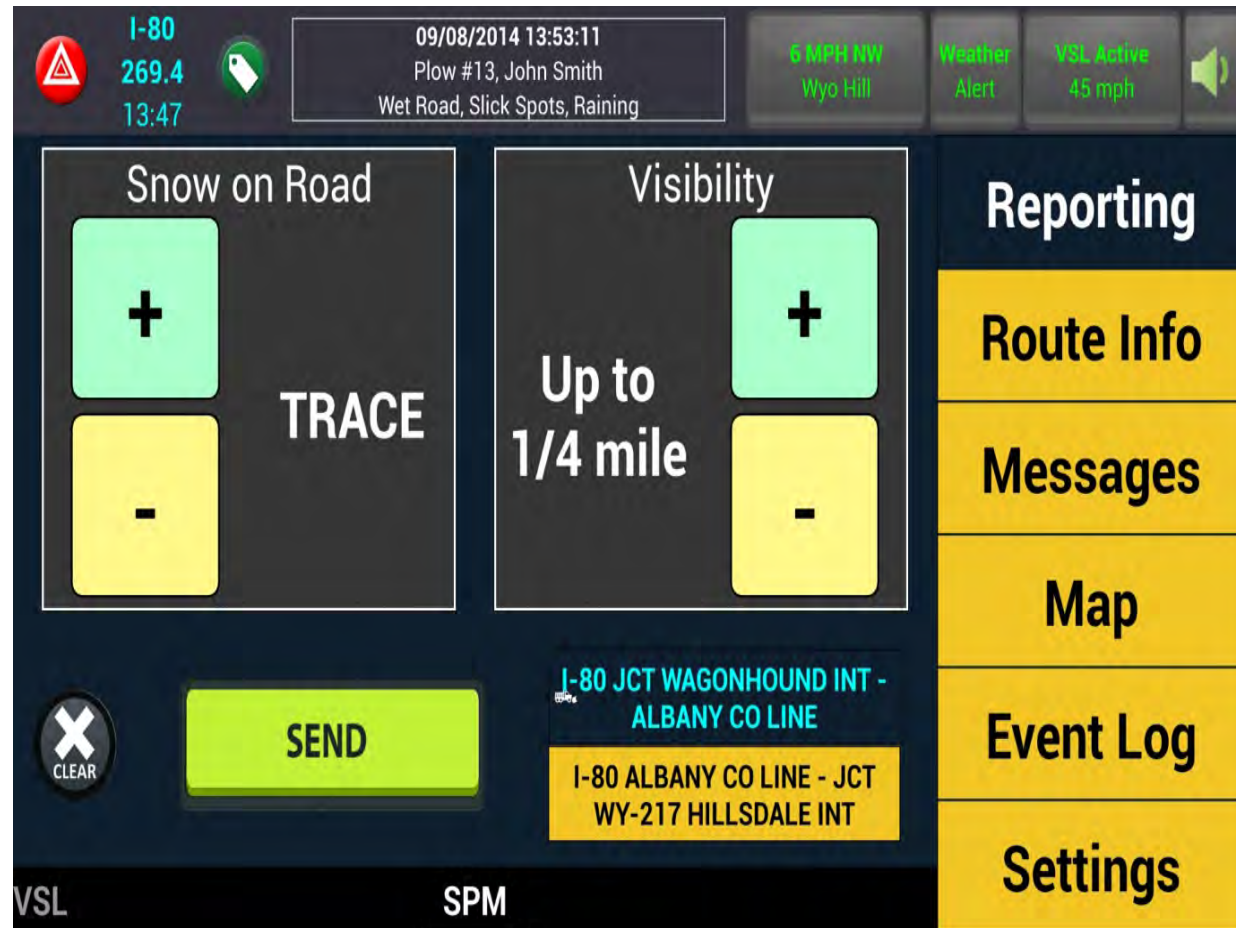 I-80
269.4
13:47
09/08/2014 13:53:11
Plow #13, John Smith
Wet Road, Slick Spots, Raining
6 MPH NW
Wyo Hill
Weather
Alert
VSL Active
45 mph
Snow on Road
+
TRACE
-
Visibility
+
Up to
1/4 mile
-
Reporting
Route Info
Messages
Map
Event Log
Settings
CLEAR
SEND
I-80 JCT WAGONHOUND INT -
ALBANY CO LINE
I-80 ALBANY CO LINE - JCT
WY-217 HILLSDALE INT
VSL
SPM